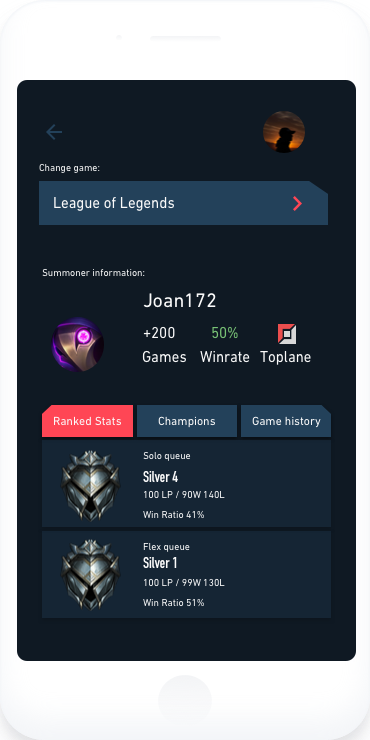 Change game:
League of Legends
Summoner information:
Joan172
+200 50%
Games Winrate Toplane
Ranked Stats Champions Game history
Solo queue
Silver 4
100 LP / 90W 140L
Win Ratio 41%
Flex queue
Silver 1
100 LP / 99W 130L
Win Ratio 51%